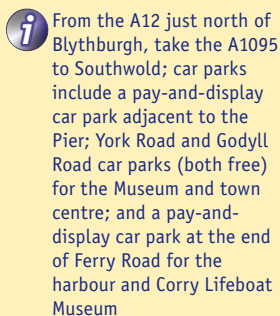 i From the A12 just north of
Blythburgh, take the A1095
to Southwold; car parks
include a pay-and-display
car park adjacent to the
Pier; York Road and Godyll
Road car parks (both free)
for the Museum and town
centre; and a pay-and-
display car park at the end
of Ferry Road for the
harbour and Corry Lifeboat
Museum